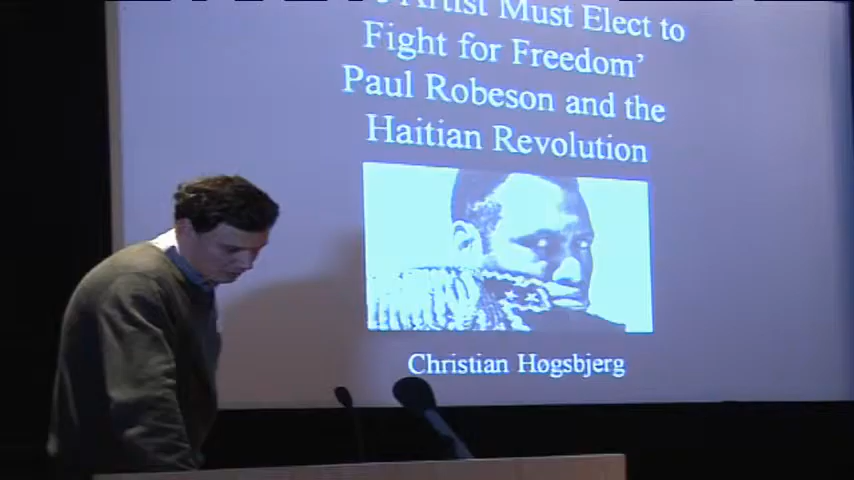 Artist Must Elect to
Fight for Freedom’
Paul Robeson and the
Haitian Revolution
Christian Høgsbjerg